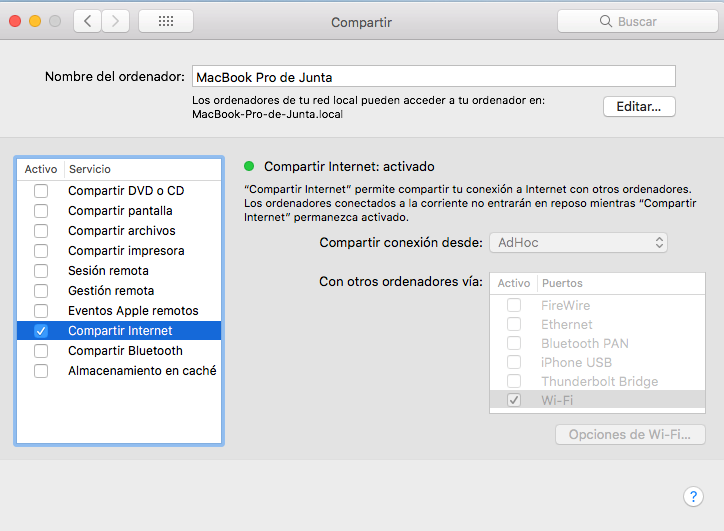 Compartir
Buscar
Nombre del ordenador:
MacBook Pro de Junta
Los ordenadores de tu red local pueden acceder a tu ordenador en:
MacBook-Pro-de-Junta.local
Editar...
Activo Servicio
Compartir DVD o CD
Compartir pantalla
Compartir archivos
Compartir impresora
Sesión remota
Gestión remota
Eventos Apple remotos
Compartir Internet
Compartir Bluetooth
Almacenamiento en caché
Compartir Internet: activado
“Compartir Internet” permite compartir tu conexión a Internet con otros ordenadores.
Los ordenadores conectados a la corriente no entrarán en reposo mientras “Compartir
Internet” permanezca activado.
Compartir conexión desde: AdHoc
Con otros ordenadores vía:
Activo Puertos
FireWire
Ethernet
Bluetooth PAN
iPhone USB
Thunderbolt Bridge
Wi-Fi
Opciones de Wi-Fi...
?